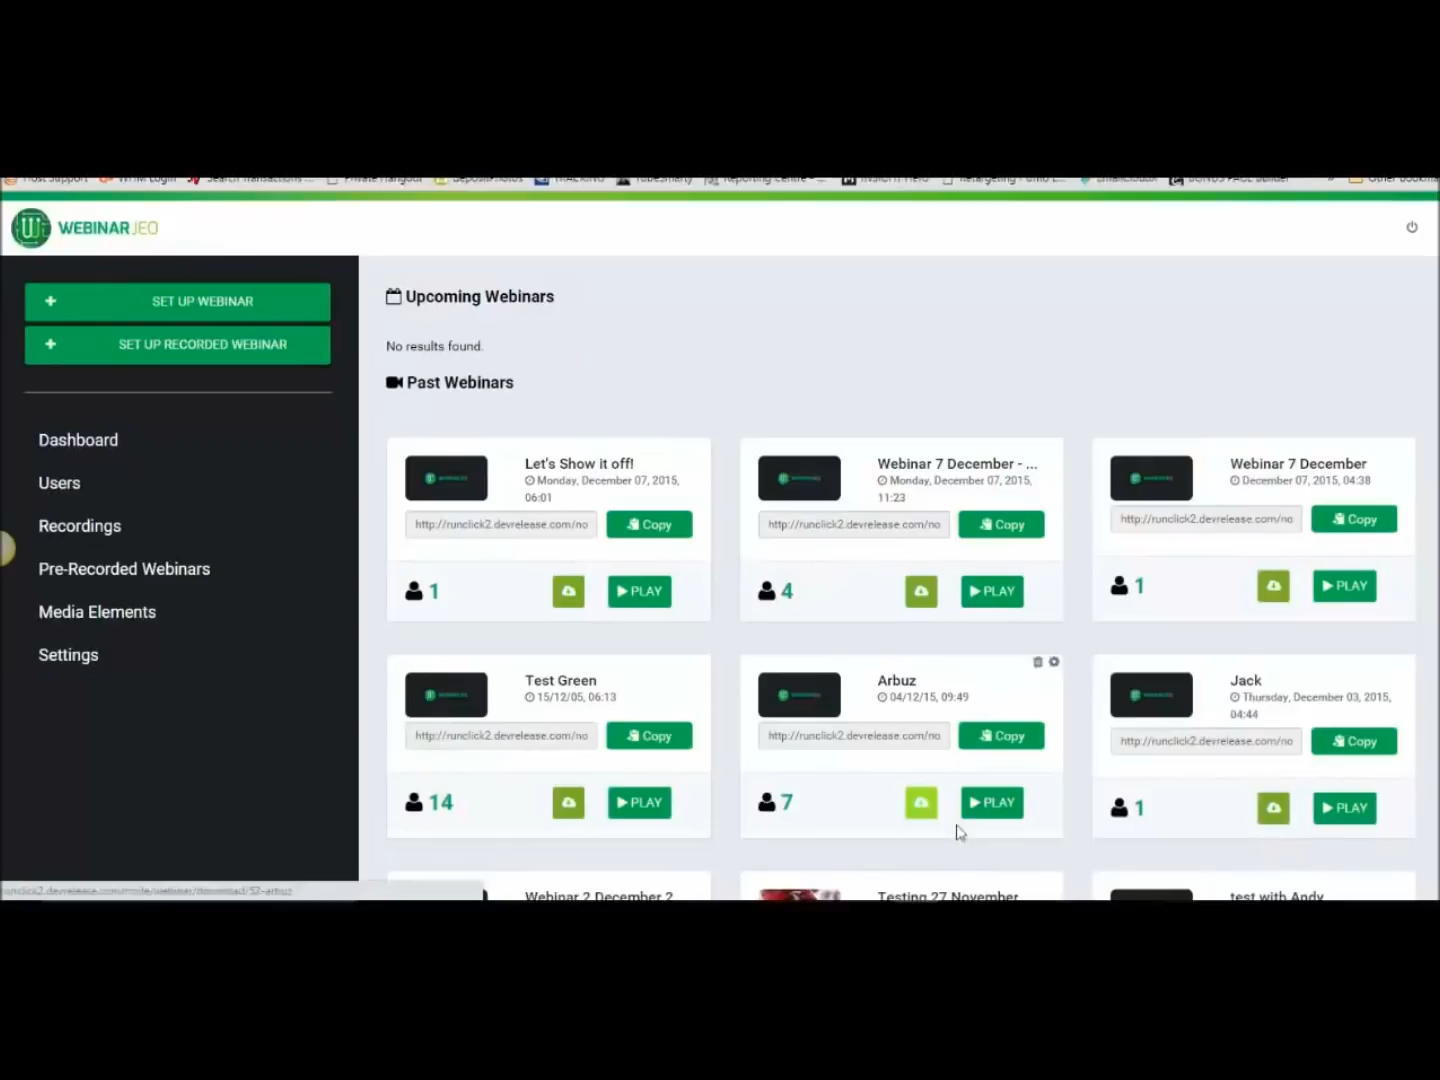 WEBINARJEO
SET UP WEBINAR
SET UP RECORDED WEBINAR
Dashboard
Users
Recordings
Pre-Recorded Webinars
Media Elements
Settings
Upcoming Webinars
No results found.
Past Webinars
Let's Show it off!
Monday, December 07, 2015,
06:01
http://runclick2.devrelease.com/no
Copy
1
PLAY
Webinar 7 December - ...
Monday, December 07, 2015,
11:23
http://runclick2.devrelease.com/no
Copy
4
PLAY
Webinar 7 December
December 07, 2015, 04:38
http://runclick2.devrelease.com/no
Copy
1
PLAY
Test Green
15/12/05, 06:13
http://runclick2.devrelease.com/no
Copy
14
PLAY
Arbuz
04/12/15, 09:49
http://runclick2.devrelease.com/no
Copy
7
PLAY
Jack
Thursday, December 03, 2015,
04:44
http://runclick2.devrelease.com/no
Copy
1
PLAY
Webinar 2 December 2
Testing 27 November
test with Andy